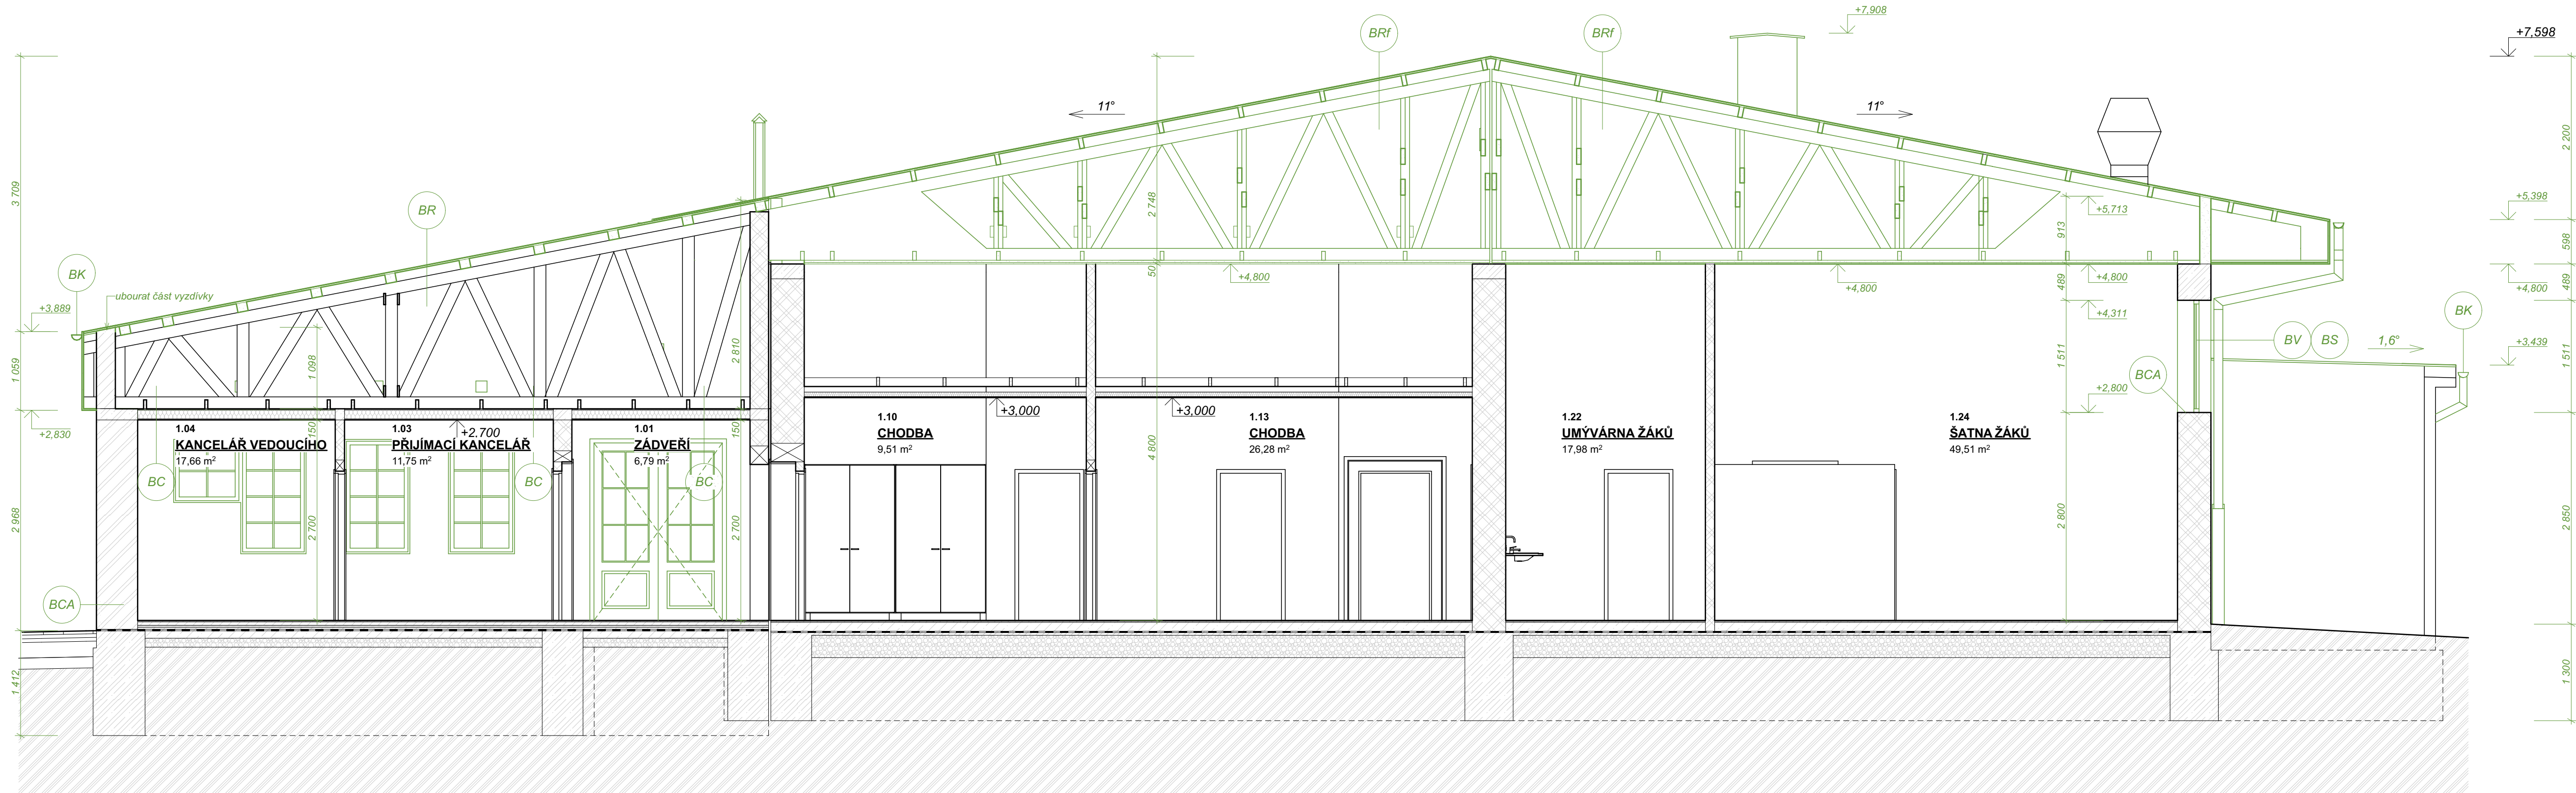 +7,908
+7,598
BRf
BRf
11°
11°
3 709
2 748
2 200
BR
+5,713
+5,398
913
598
BK
50
+4,800
+4,800
+4,800
+4,800
489
489
ubourat část vyzdívky
+3,889
+4,311
BK
2 810
1 098
1 059
BV
BS
1,6°
+3,439
1 511
1 511
BCA
+2,800
+2,830
150
150
+2,700
+3,000
+3,000
1.04
KANCELÁŘ VEDOUCÍHO
17,66 m²
1.03
PŘIJÍMACÍ KANCELÁŘ
11,75 m²
1.01
ZÁDVEŘÍ
6,79 m²
1.10
CHODBA
9,51 m²
1.13
CHODBA
26,28 m²
1.22
UMÝVÁRNA ŽÁKŮ
17,98 m²
1.24
ŠATNA ŽÁKŮ
49,51 m²
4 800
BC
BC
BC
2 968
2 700
2 700
2 800
2 850
BCA
1 412
1 300